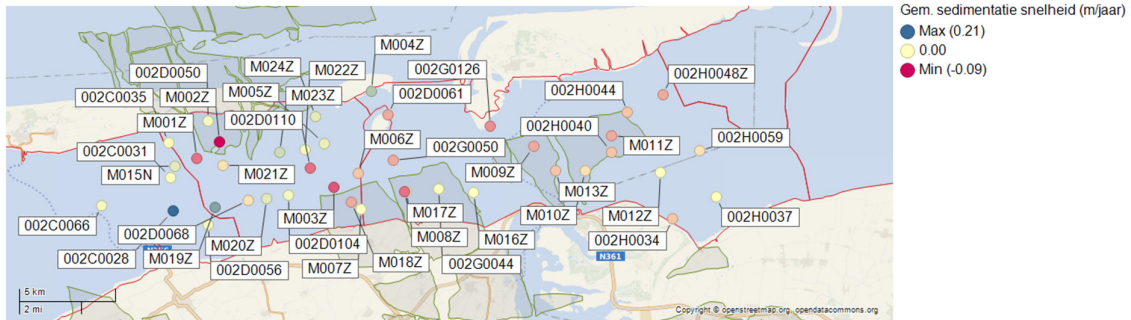 Gem. sedimentatie snelheid (m/jaar)
Max (0.21)
0.00
Min (-0.09)
M004Z
M024Z
M022Z
002G0126
002D0050
002H0048Z
M005Z
M023Z
002D0061
002H0044
002C0035
M002Z
M001Z
002D0110
002H0040
002H0059
M006Z
M011Z
002C0031
002G0050
M015N
M021Z
M009Z
M013Z
002C0066
M003Z
M017Z
M010Z
M012Z
002H0037
002D0068
M020Z
002D0104
M008Z
M016Z
002H0034
002C0028
M019Z
002D0056
M007Z
M018Z
002G0044
N361
5 km
2 mi
Copyright © openstreetmap.org, opendatacommons.org